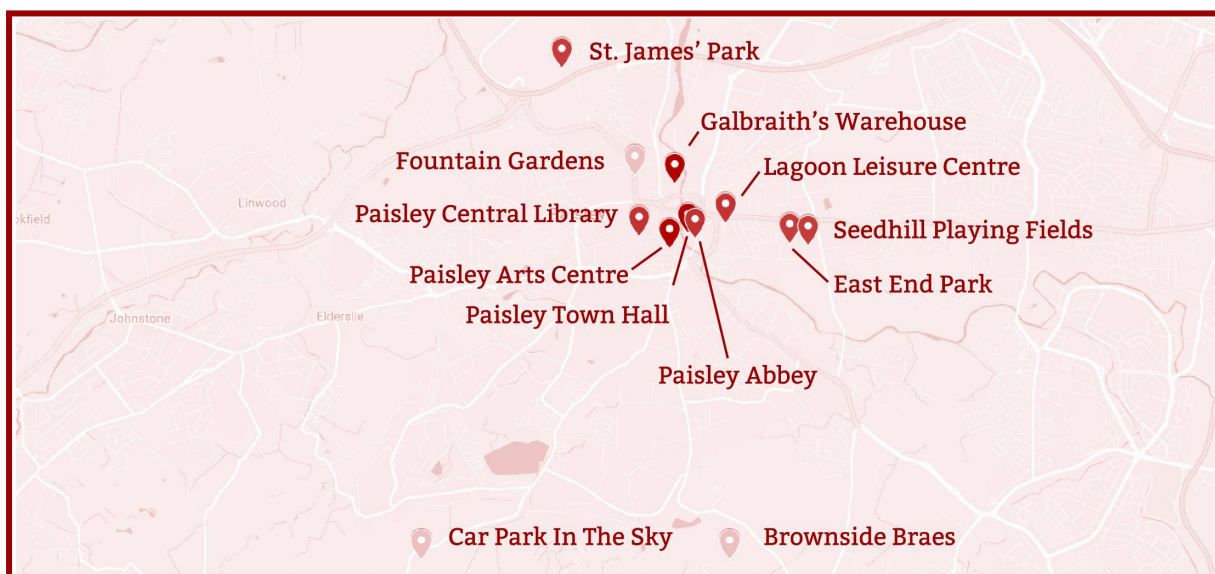 St. James’ Park
Galbraith’s Warehouse
Fountain Gardens
Lagoon Leisure Centre
Linwood
Paisley Central Library
Seedhill Playing Fields
Paisley Arts Centre
East End Park
Johnstone
Elderslie
Paisley Town Hall
Paisley Abbey
Car Park In The Sky
Brownside Braes